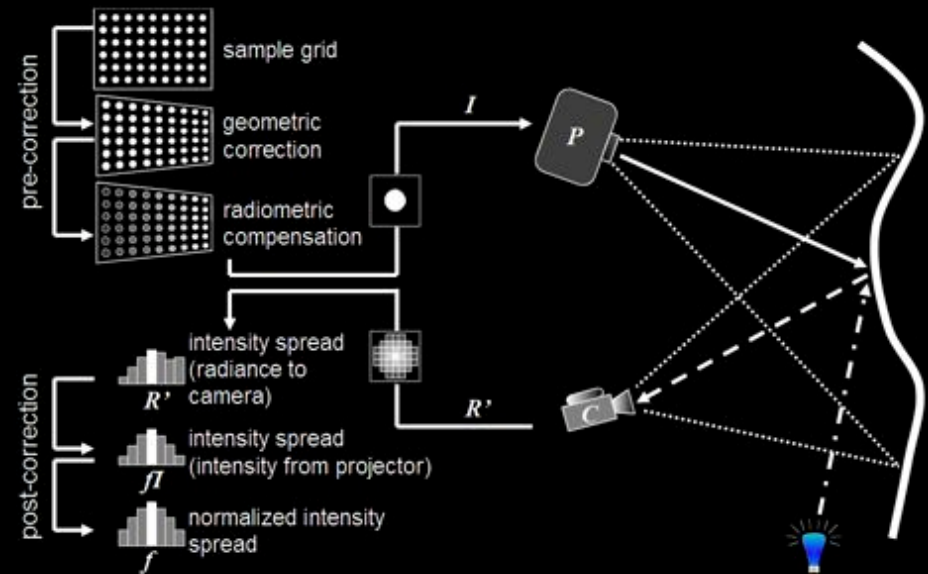 pre-correction
sample grid
geometric
correction
radiometric
compensation
I
P
intensity spread
(radiance to
camera)
R'
R'
C
post-correction
intensity spread
(intensity from projector)
fI
normalized intensity
spread
f